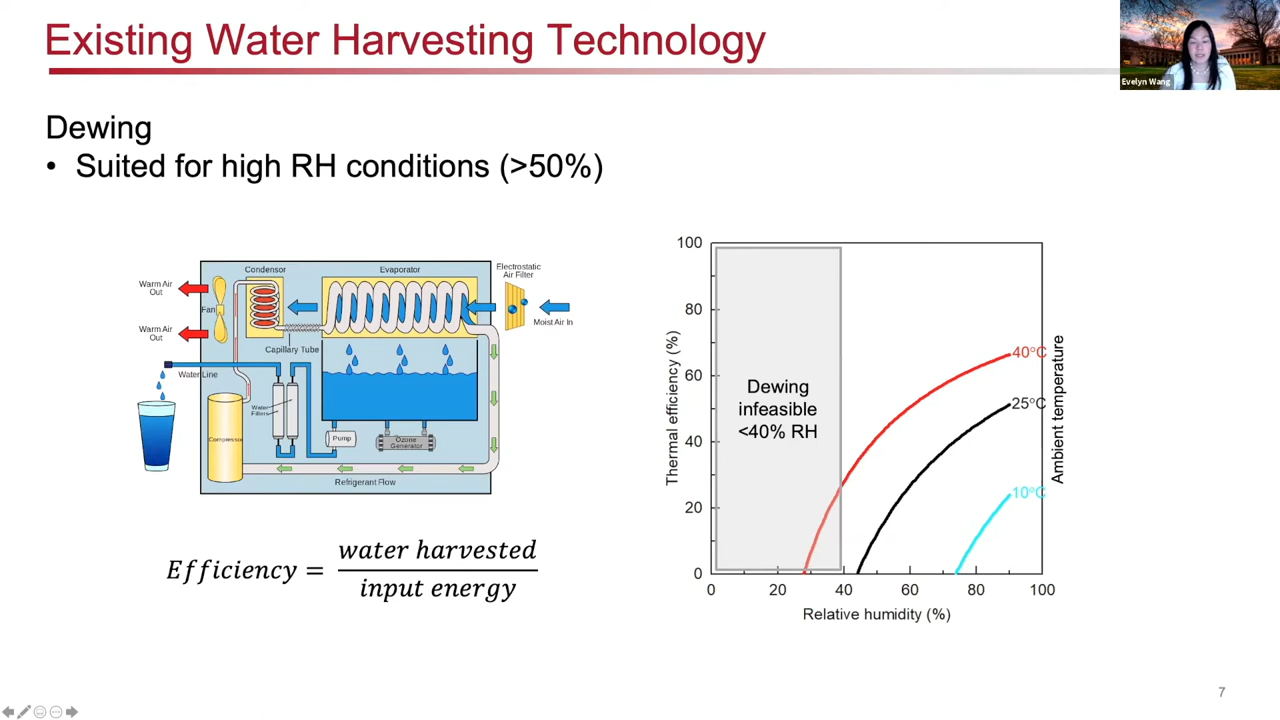 Existing Water Harvesting Technology
Evelyn Wang
Dewing
• Suited for high RH conditions (>50%)
Condensor
Evaporator
Electrostatic
Air Filter
Warm Air
Out
Fan
Moist Air In
Warm Air
Out
Capillary Tube
Water Line
Water
Filters
Compressor
Pump
Ozone
Generator
Refrigerant Flow
Efficiency = water harvested / input energy
100
80
60
40
20
0
Thermal efficiency (%)
Dewing
infeasible
<40% RH
40°C
25°C
10°C
Ambient temperature
0 20 40 60 80 100
Relative humidity (%)
7